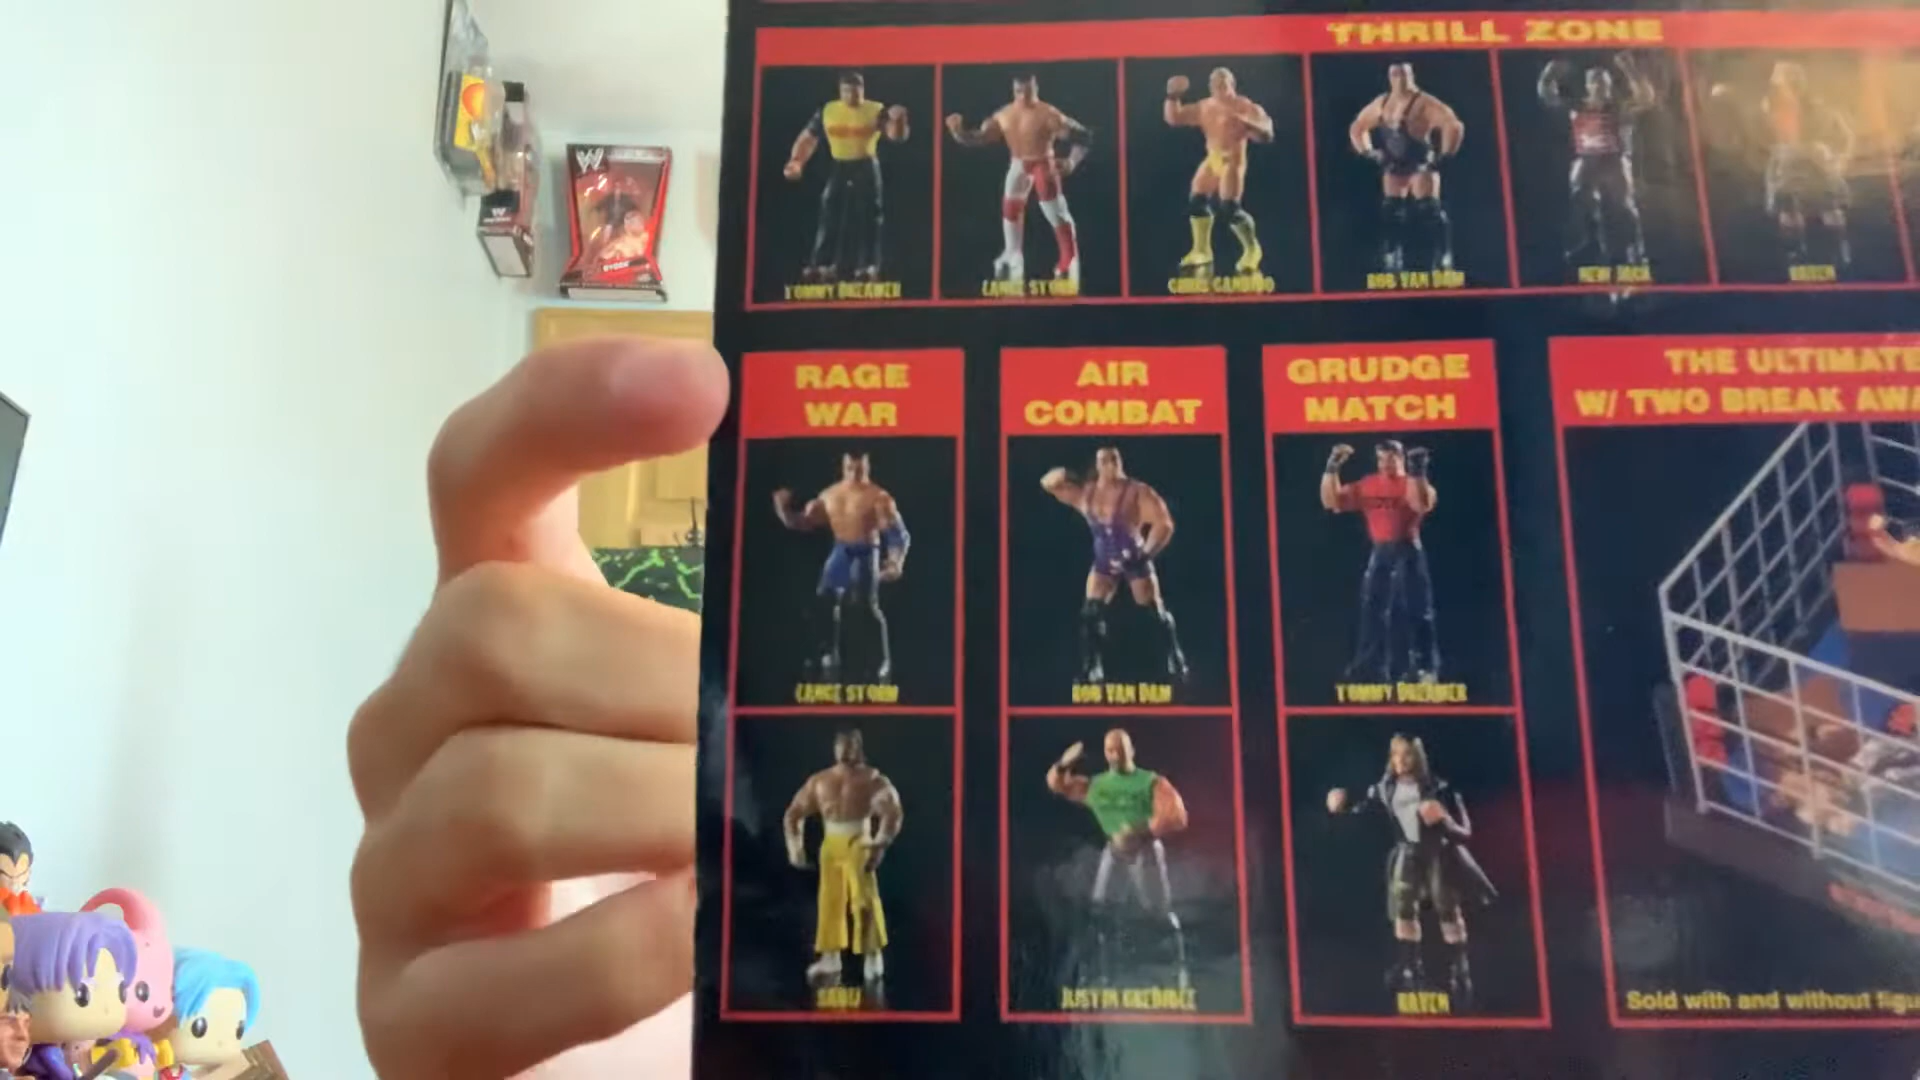 THRILL ZONE
TOMMY DREAMER
LANCE STORM
CHRIS CANDIDO
ROB VAN DAM
NEW JACK
RAVEN
RAGE
WAR
AIR
COMBAT
GRUDGE
MATCH
THE ULTIMATE
W/ TWO BREAK AWA
LANCE STORM
ROB VAN DAM
TOMMY DREAMER
SABU
JUSTIN CREDIBLE
RAVEN
Sold with and without figu
W